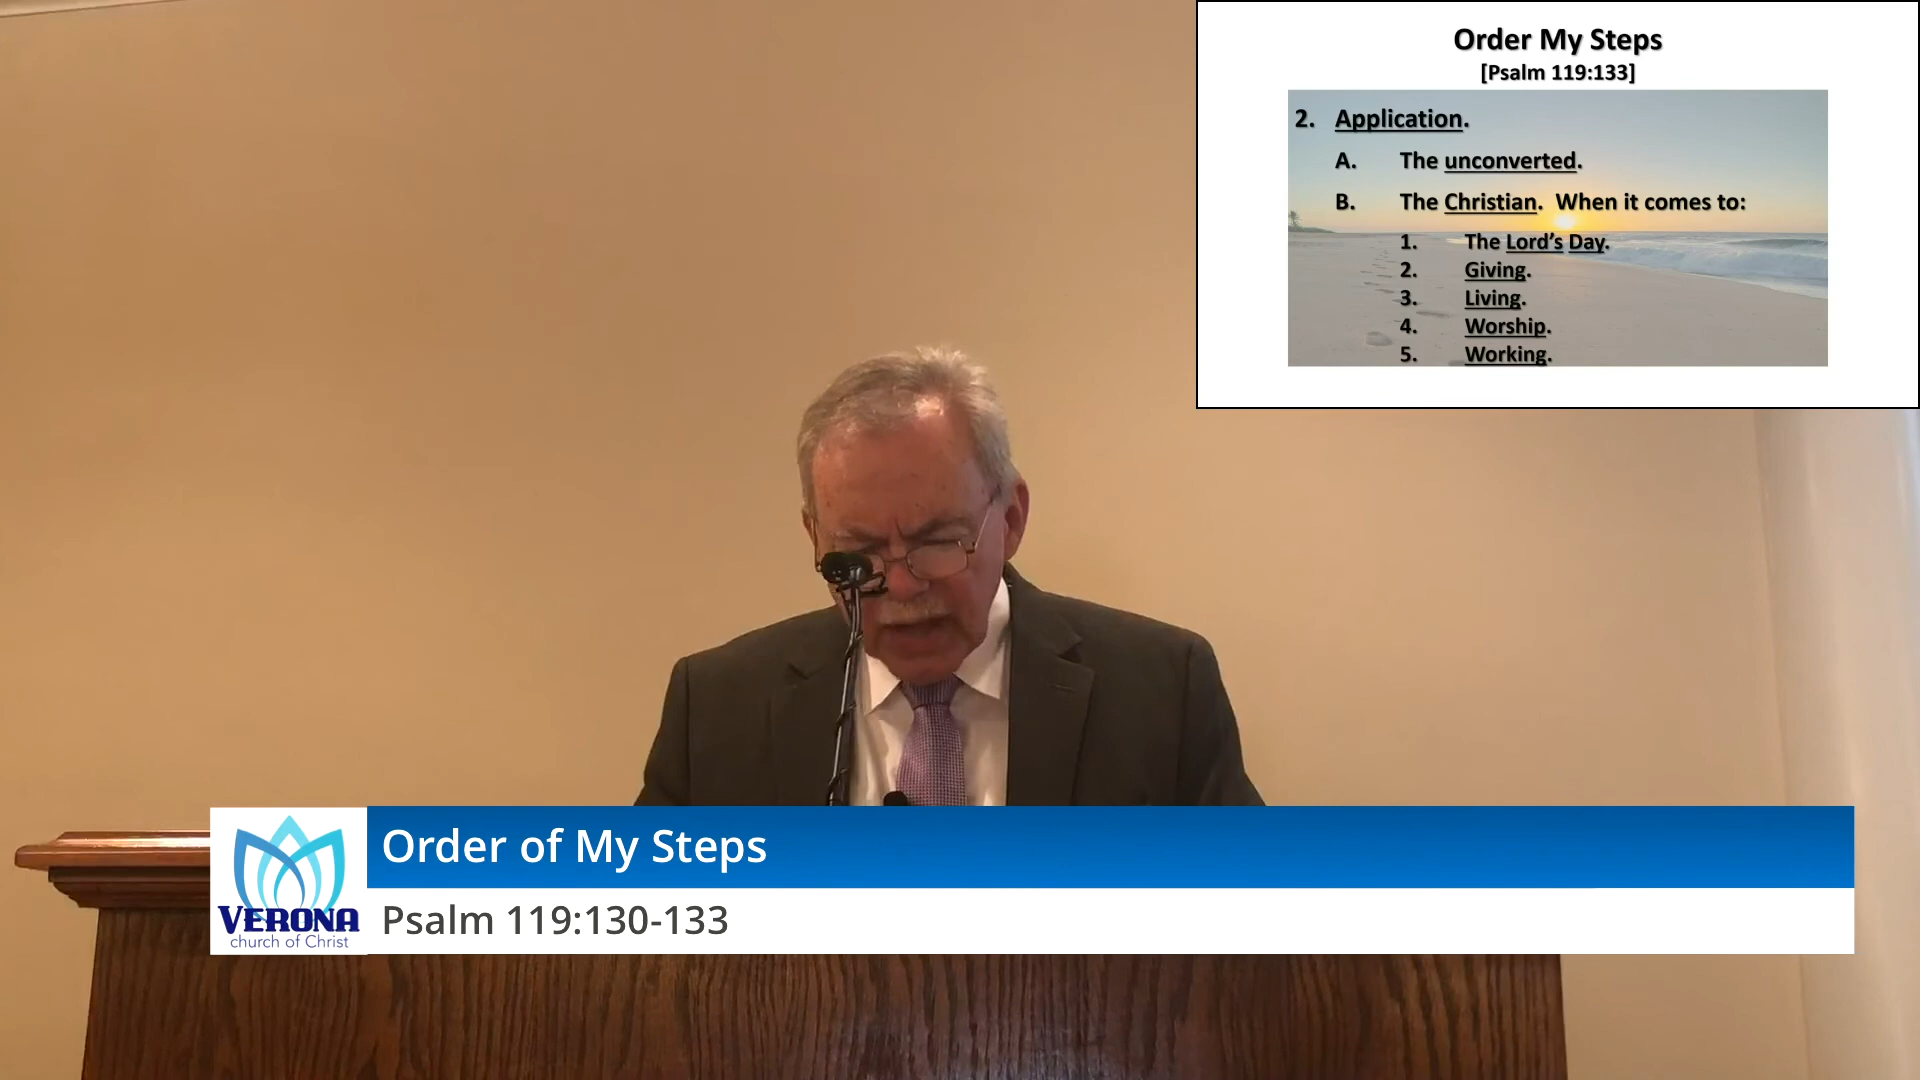 Order My Steps
[Psalm 119:133]
2. Application.
A. The unconverted.
B. The Christian. When it comes to:
1. The Lord's Day.
2. Giving.
3. Living.
4. Worship.
5. Working.
Order of My Steps
VERONA
church of Christ
Psalm 119:130-133